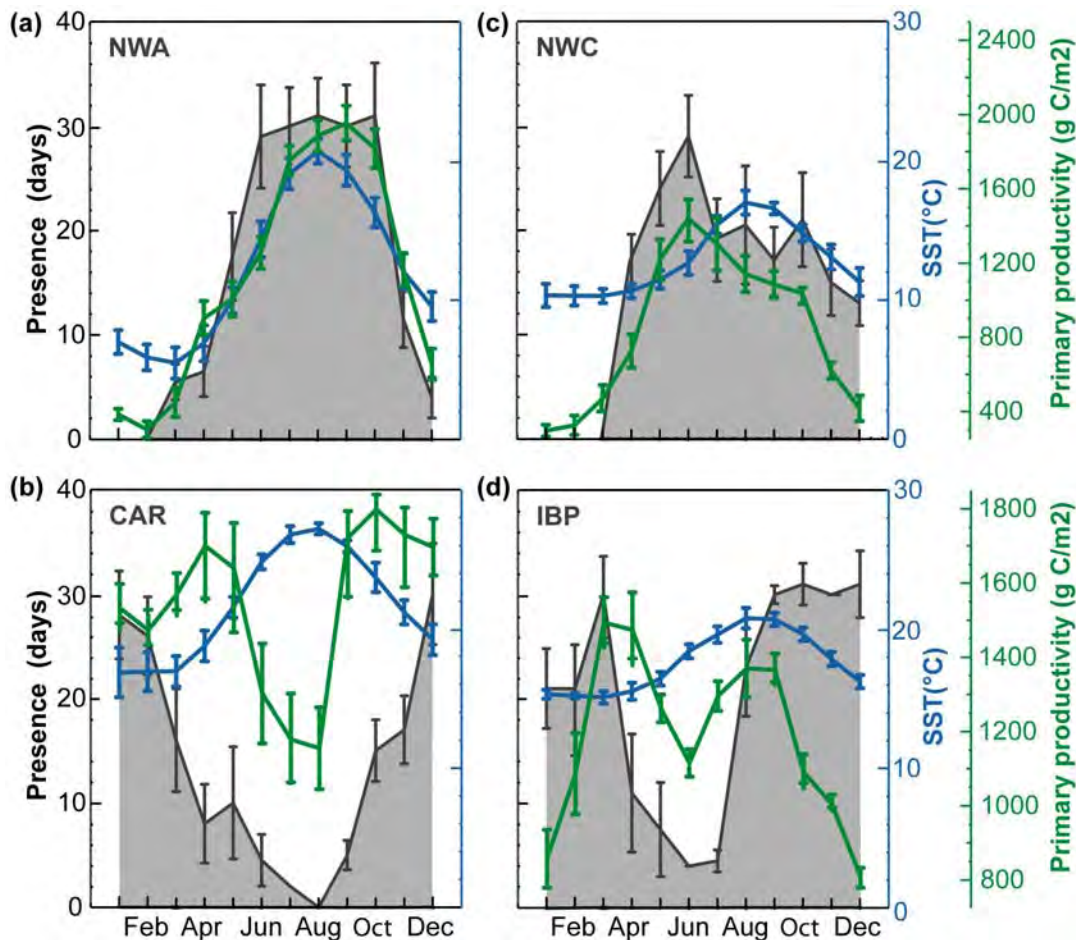 (a)
NWA
40
30
20
10
0
Presence (days)
(c)
NWC
30
20
10
0
SST(°C)
2400
2000
1600
1200
800
400
Primary productivity (g C/m2)
(b)
CAR
40
30
20
10
0
Presence (days)
Feb Apr Jun Aug Oct Dec
(d)
IBP
Feb Apr Jun Aug Oct Dec
30
20
10
0
SST(°C)
1800
1600
1400
1200
1000
800
Primary productivity (g C/m2)